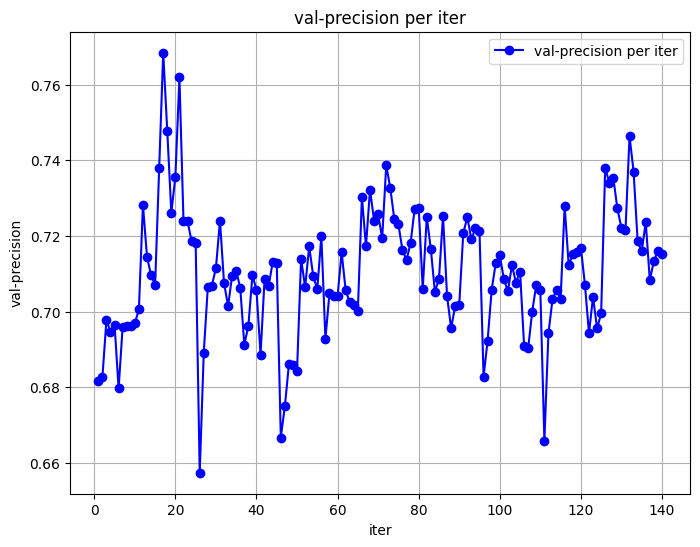 val-precision per iter
val-precision per iter
0.76
0.74
0.72
0.70
0.68
0.66
val-precision
0 20 40 60 80 100 120 140
iter